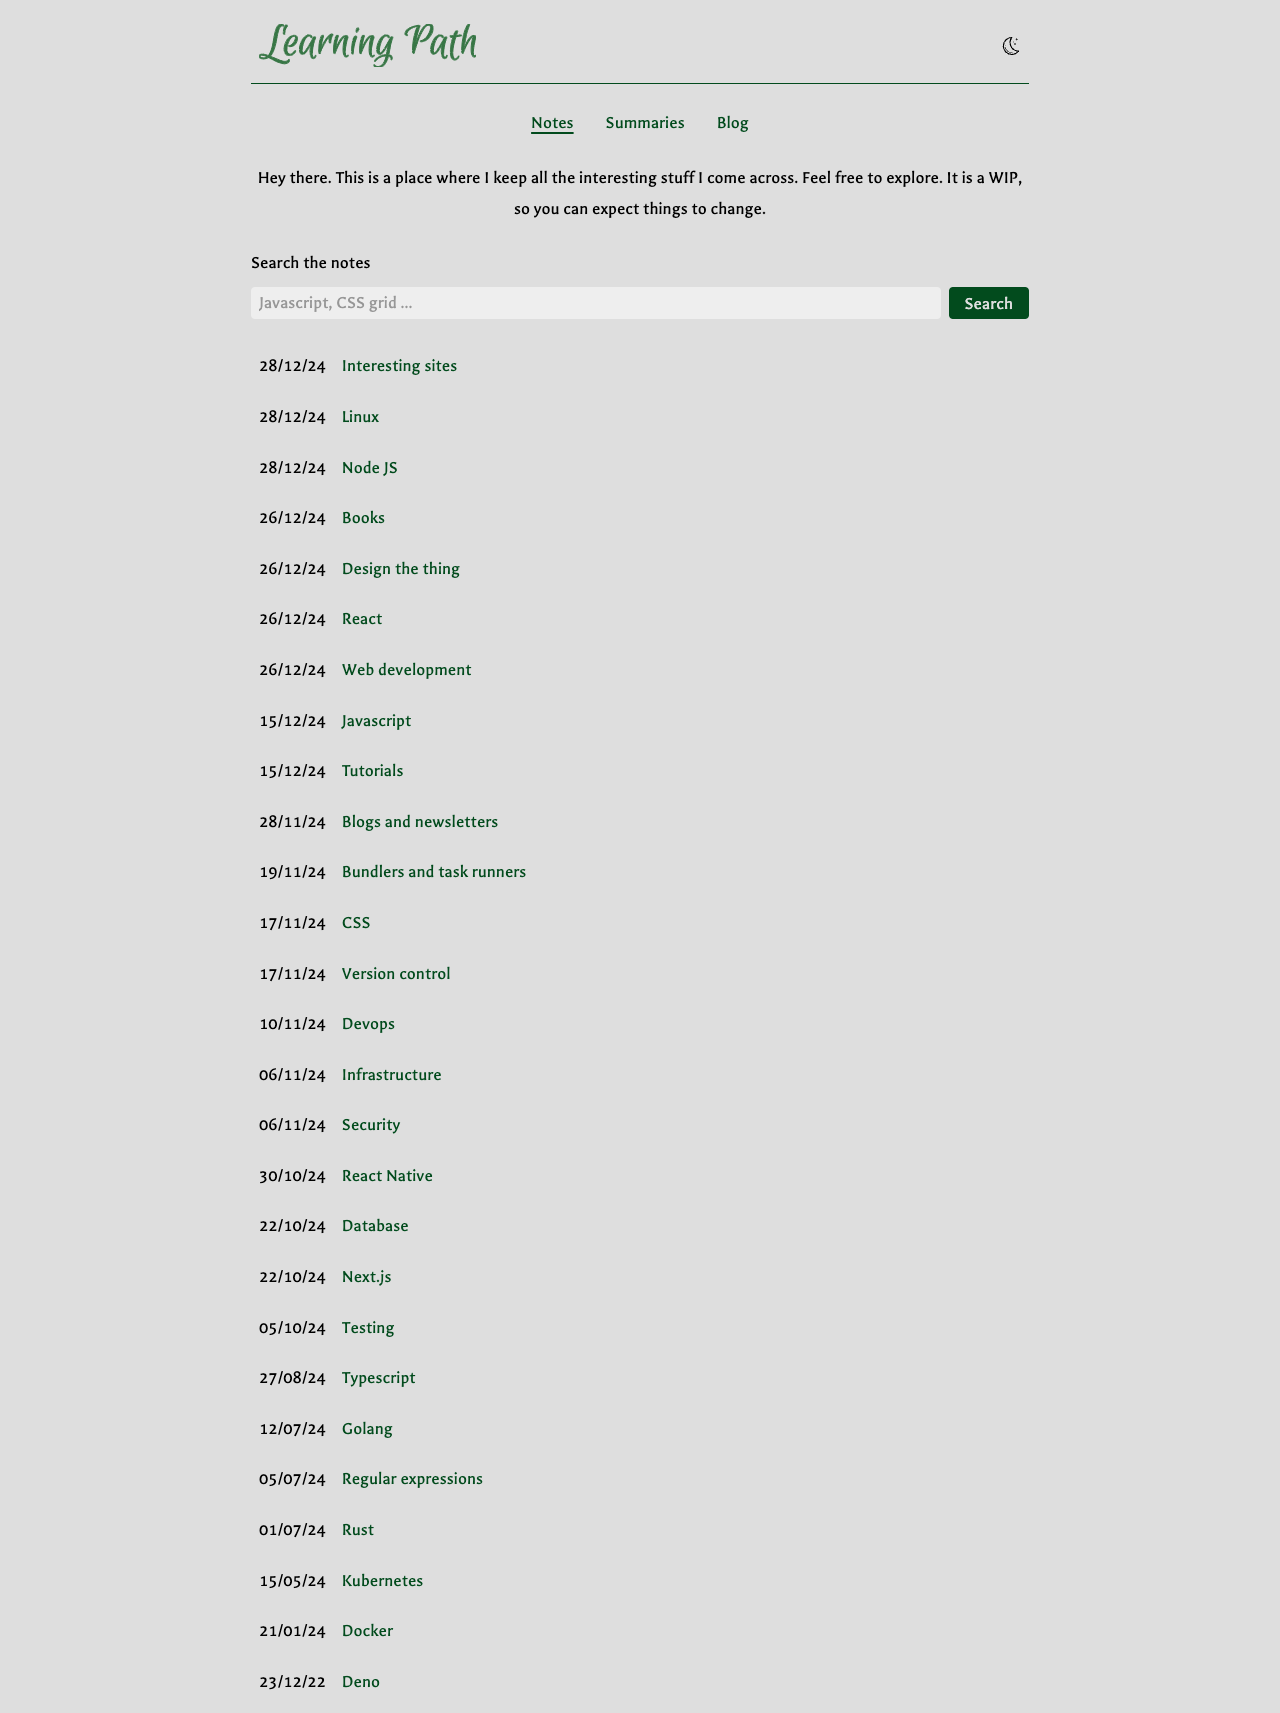 Learning Path
Notes Summaries Blog
Hey there. This is a place where I keep all the interesting stuff I come across. Feel free to explore. It is a WIP,
so you can expect things to change.
Search the notes
Javascript, CSS grid ... Search
28/12/24 Interesting sites
28/12/24 Linux
28/12/24 Node JS
26/12/24 Books
26/12/24 Design the thing
26/12/24 React
26/12/24 Web development
15/12/24 Javascript
15/12/24 Tutorials
28/11/24 Blogs and newsletters
19/11/24 Bundlers and task runners
17/11/24 CSS
17/11/24 Version control
10/11/24 Devops
06/11/24 Infrastructure
06/11/24 Security
30/10/24 React Native
22/10/24 Database
22/10/24 Next.js
05/10/24 Testing
27/08/24 Typescript
12/07/24 Golang
05/07/24 Regular expressions
01/07/24 Rust
15/05/24 Kubernetes
21/01/24 Docker
23/12/22 Deno